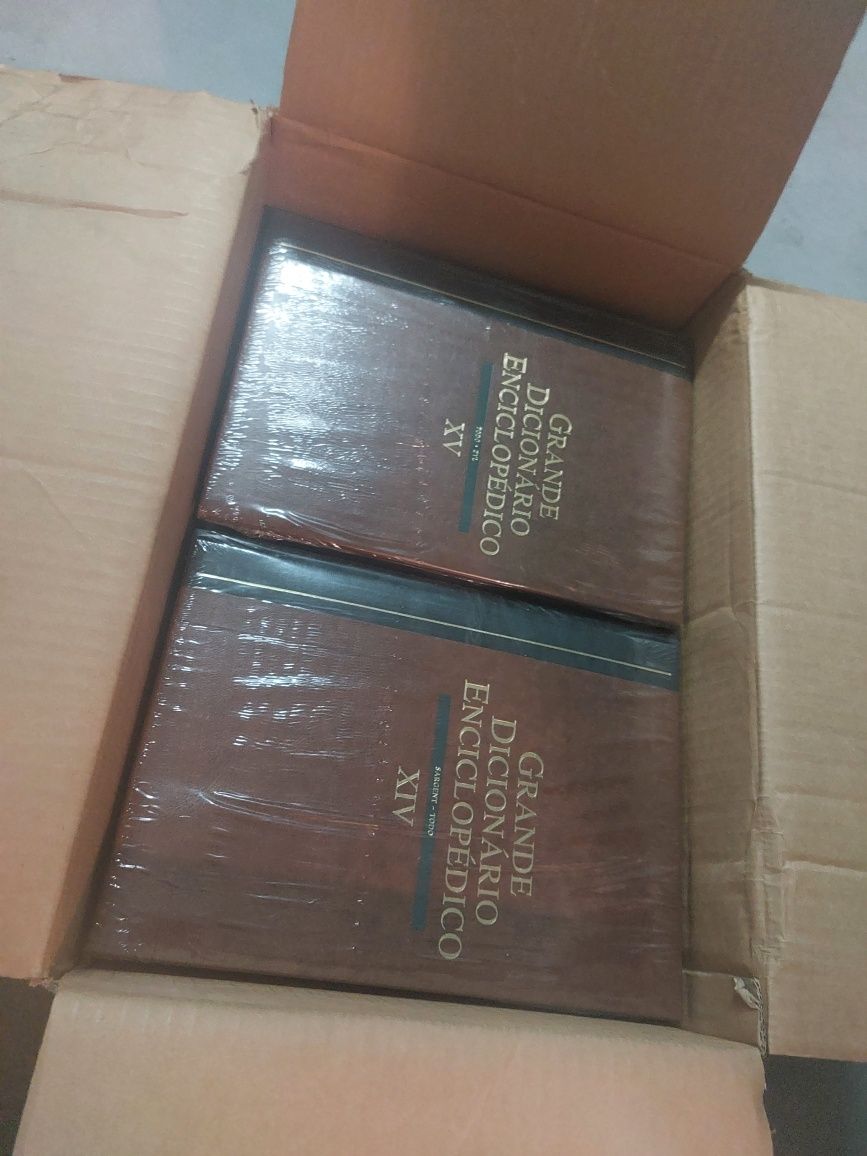 GRANDE
DICIONÁRIO
ENCICLOPÉDICO
XV
GRANDE
DICIONÁRIO
ENCICLOPÉDICO
SARGENT - TODO
XIV